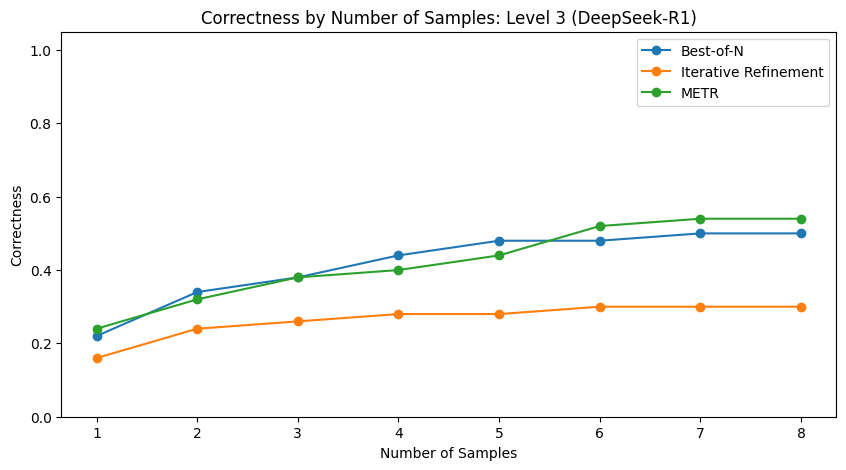 Correctness by Number of Samples: Level 3 (DeepSeek-R1)
Best-of-N
Iterative Refinement
METR
Correctness
1.0
0.8
0.6
0.4
0.2
0.0
1 2 3 4 5 6 7 8
Number of Samples